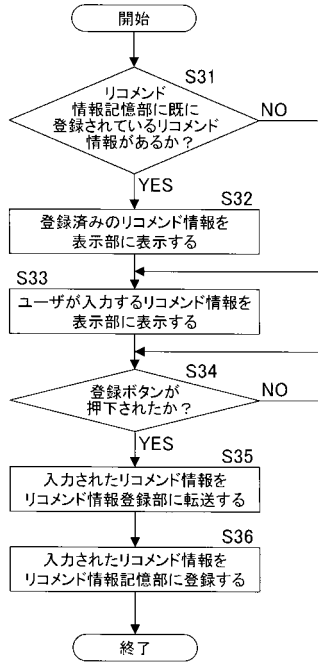 開始
S31
リコメンド
情報記憶部に既に
登録されているリコメンド
情報があるか？
NO
YES
S32
登録済みのリコメンド情報を
表示部に表示する
S33
ユーザが入力するリコメンド情報を
表示部に表示する
S34
登録ボタンが
押下されたか？
NO
YES
S35
入力されたリコメンド情報を
リコメンド情報登録部に転送する
S36
入力されたリコメンド情報を
リコメンド情報記憶部に登録する
終了